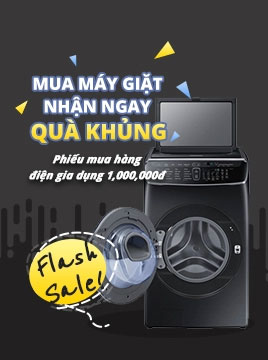 MUA MÁY GIẶT
NHẬN NGAY
QUÀ KHỦNG
Phiếu mua hàng
điện gia dụng 1,000,000đ
Flash
Sale!